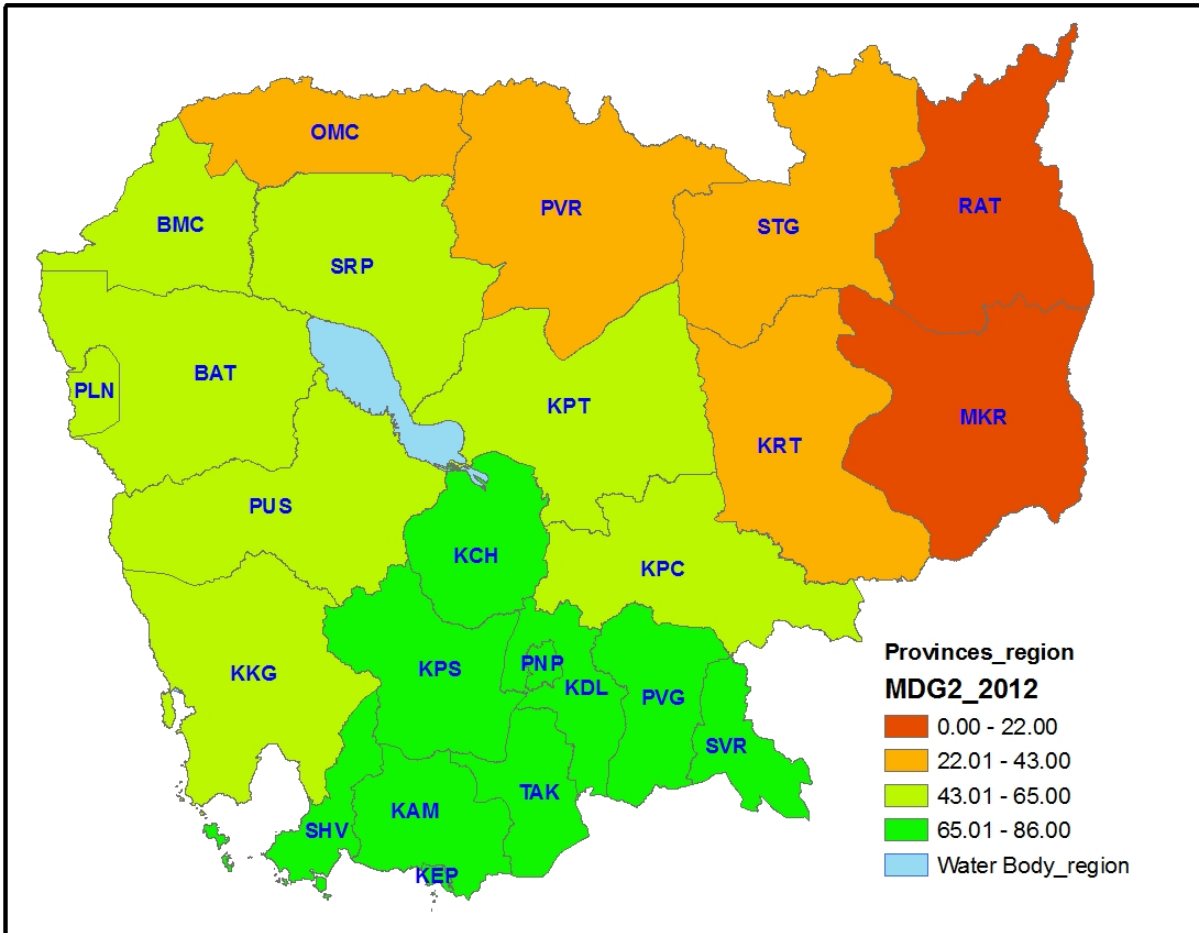 OMC
BMC
SRP
PVR
STG
RAT
PLN
BAT
KPT
KRT
MKR
PUS
KCH
KPC
KKG
KPS
PNP
KDL
PVG
SVR
TAK
KAM
SHV
KEP
Provinces_region
MDG2_2012
0.00 - 22.00
22.01 - 43.00
43.01 - 65.00
65.01 - 86.00
Water Body_region